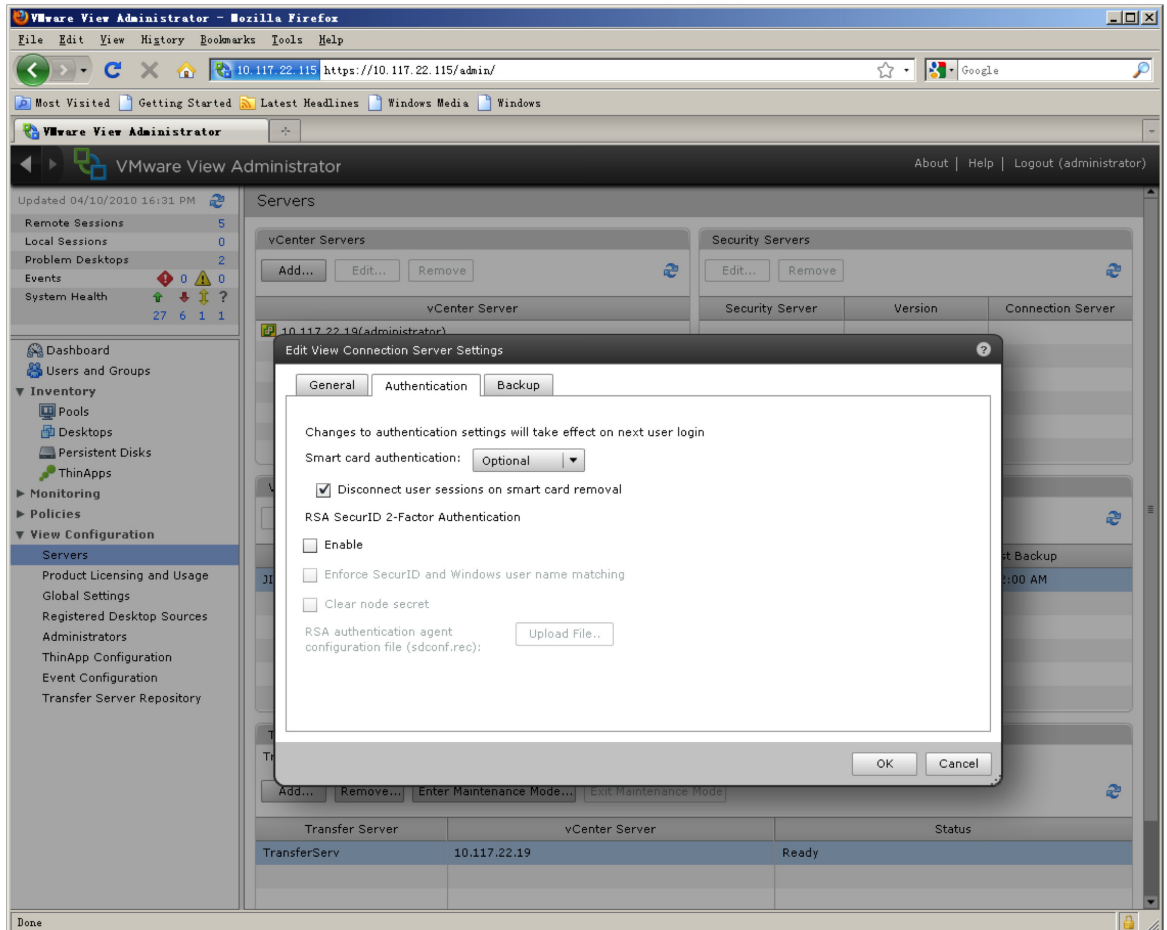 VMware View Administrator - Mozilla Firefox
File Edit View History Bookmarks Tools Help
10.117.22.115 https://10.117.22.115/admin/ Google
Most Visited Getting Started Latest Headlines Windows Media Windows
VMware View Administrator
VMware View Administrator About | Help | Logout (administrator)
Updated 04/10/2010 16:31 PM
Remote Sessions 5
Local Sessions 0
Problem Desktops 2
Events 0 0
System Health ?
27 6 1 1
Dashboard
Users and Groups
Inventory
Pools
Desktops
Persistent Disks
ThinApps
Monitoring
Policies
View Configuration
Servers
Product Licensing and Usage
Global Settings
Registered Desktop Sources
Administrators
ThinApp Configuration
Event Configuration
Transfer Server Repository
Servers
vCenter Servers
Add... Edit... Remove
vCenter Server
10.117.22.19(administrator)
Security Servers
Edit... Remove
Security Server Version Connection Server
Edit View Connection Server Settings ?
General Authentication Backup
Changes to authentication settings will take effect on next user login
Smart card authentication: Optional
Disconnect user sessions on smart card removal
RSA SecurID 2-Factor Authentication
Enable
Enforce SecurID and Windows user name matching
Clear node secret
RSA authentication agent
configuration file (sdconf.rec): Upload File..
OK Cancel
Backup
:00 AM
Add... Remove... Enter Maintenance Mode... Exit Maintenance Mode
Transfer Server vCenter Server Status
TransferServ 10.117.22.19 Ready
Done